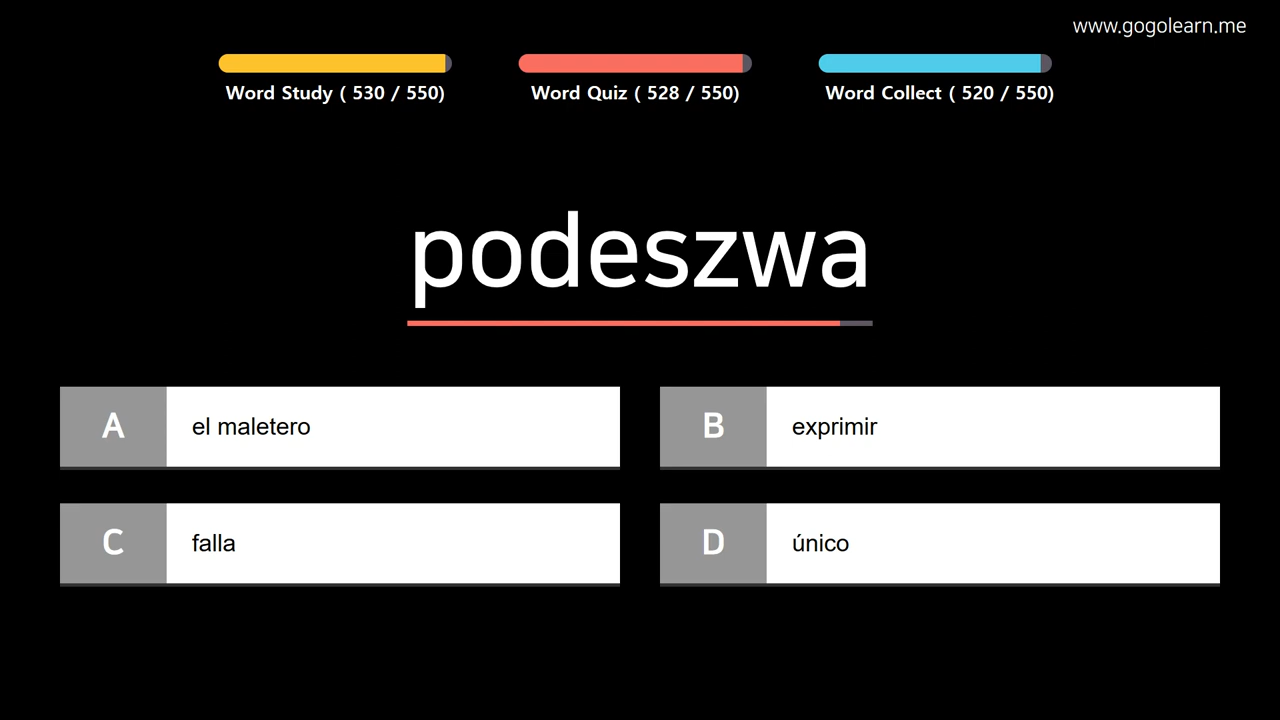 www.gogolearn.me
Word Study ( 530 / 550)
Word Quiz ( 528 / 550)
Word Collect ( 520 / 550)
podeszwa
A
el maletero
B
exprimir
C
falla
D
único